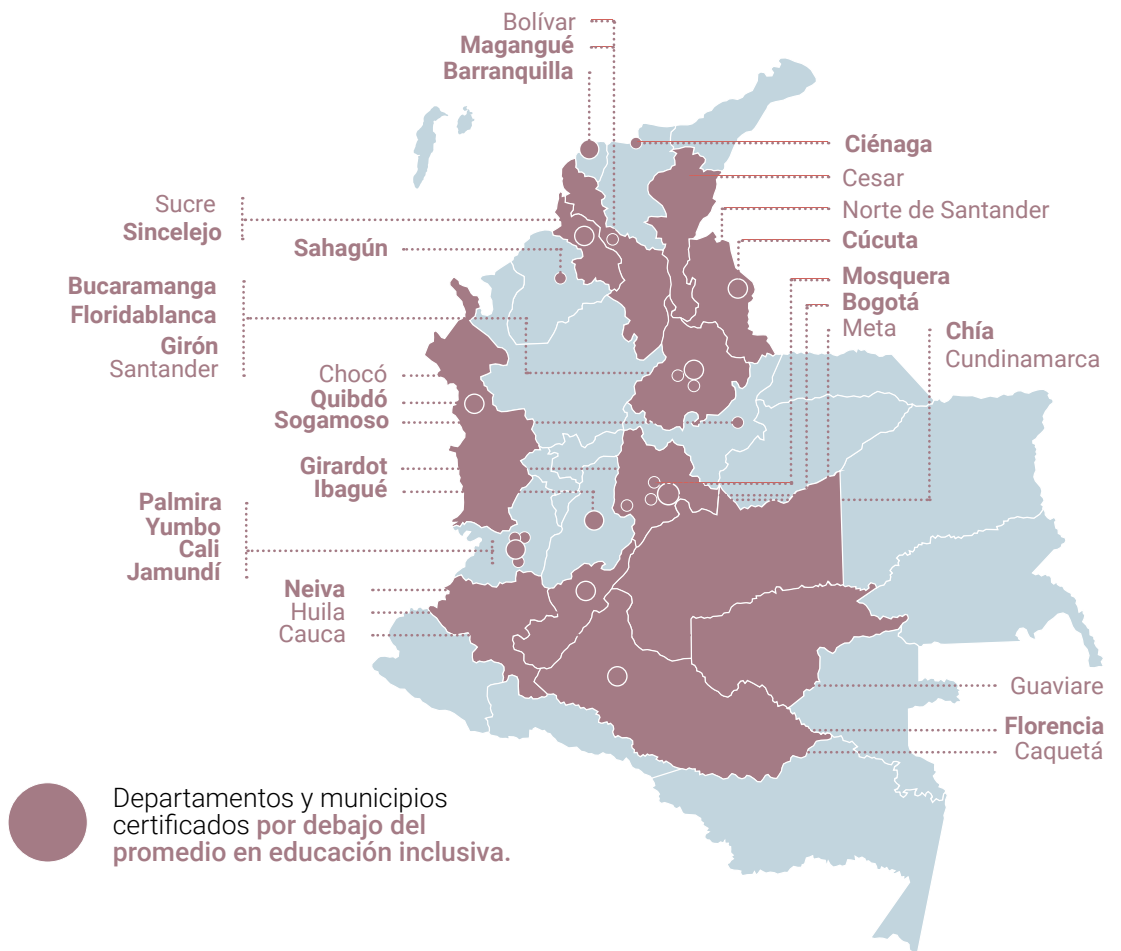 Bolívar
Magangué
Barranquilla
Ciénaga
Cesar
Norte de Santander
Cúcuta
Mosquera
Bogotá
Meta
Chía
Cundinamarca
Sucre
Sincelejo
Sahagún
Bucaramanga
Floridablanca
Girón
Santander
Chocó
Quibdó
Sogamoso
Girardot
Ibagué
Palmira
Yumbo
Cali
Jamundí
Neiva
Huila
Cauca
Guaviare
Florencia
Caquetá
Departamentos y municipios
certificados por debajo del
promedio en educación inclusiva.